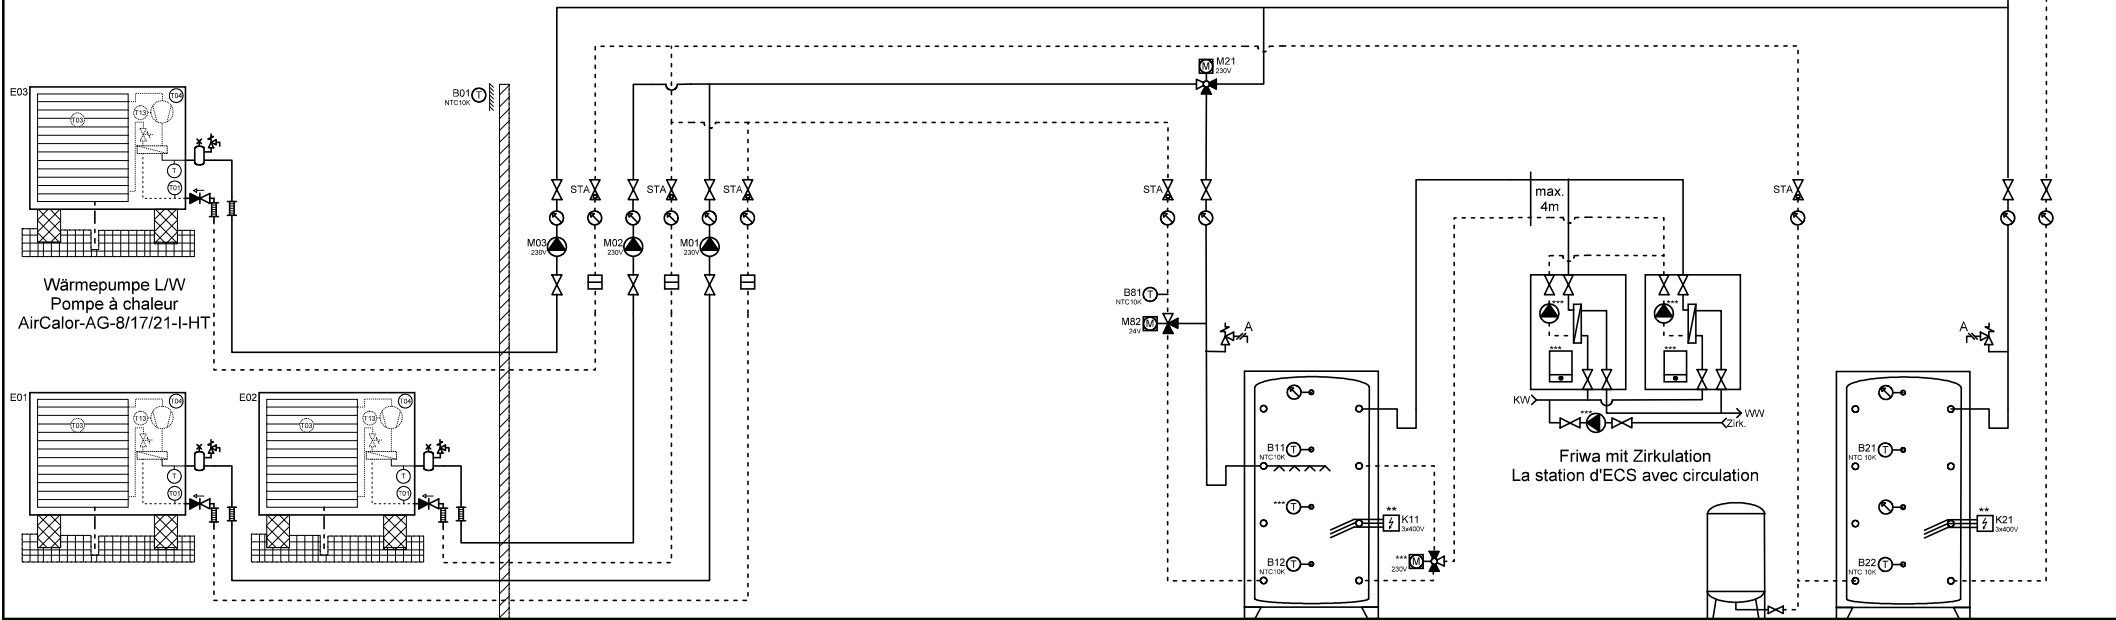 M21
230V
E03
T04
T13
T03
T
T01
B01
NTC10K
T
STA
STA
STA
STA
STA
max.
4m
M03
230V
M02
230V
M01
230V
Wärmepumpe L/W
Pompe à chaleur
AirCalor-AG-8/17/21-I-HT
B81
NTC10K
T
M82
24V
M
A
A
***
***
***
***
KW
***
WW
Zirk.
Friwa mit Zirkulation
La station d'ECS avec circulation
E01
T04
T13
T03
T
T01
E02
T04
T13
T03
T
T01
B11
NTC10K
T
***
T
**
K11
3x400V
B12
NTC10K
T
***
230V
M
B21
NTC 10K
T
**
K21
3x400V
B22
NTC 10K
T